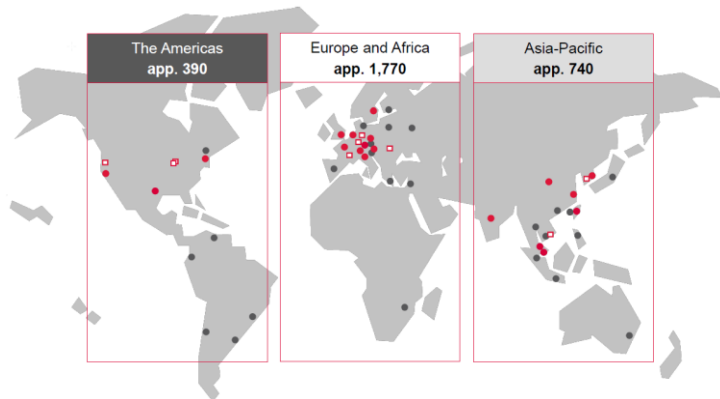 The Americas
app. 390
Europe and Africa
app. 1,770
Asia-Pacific
app. 740